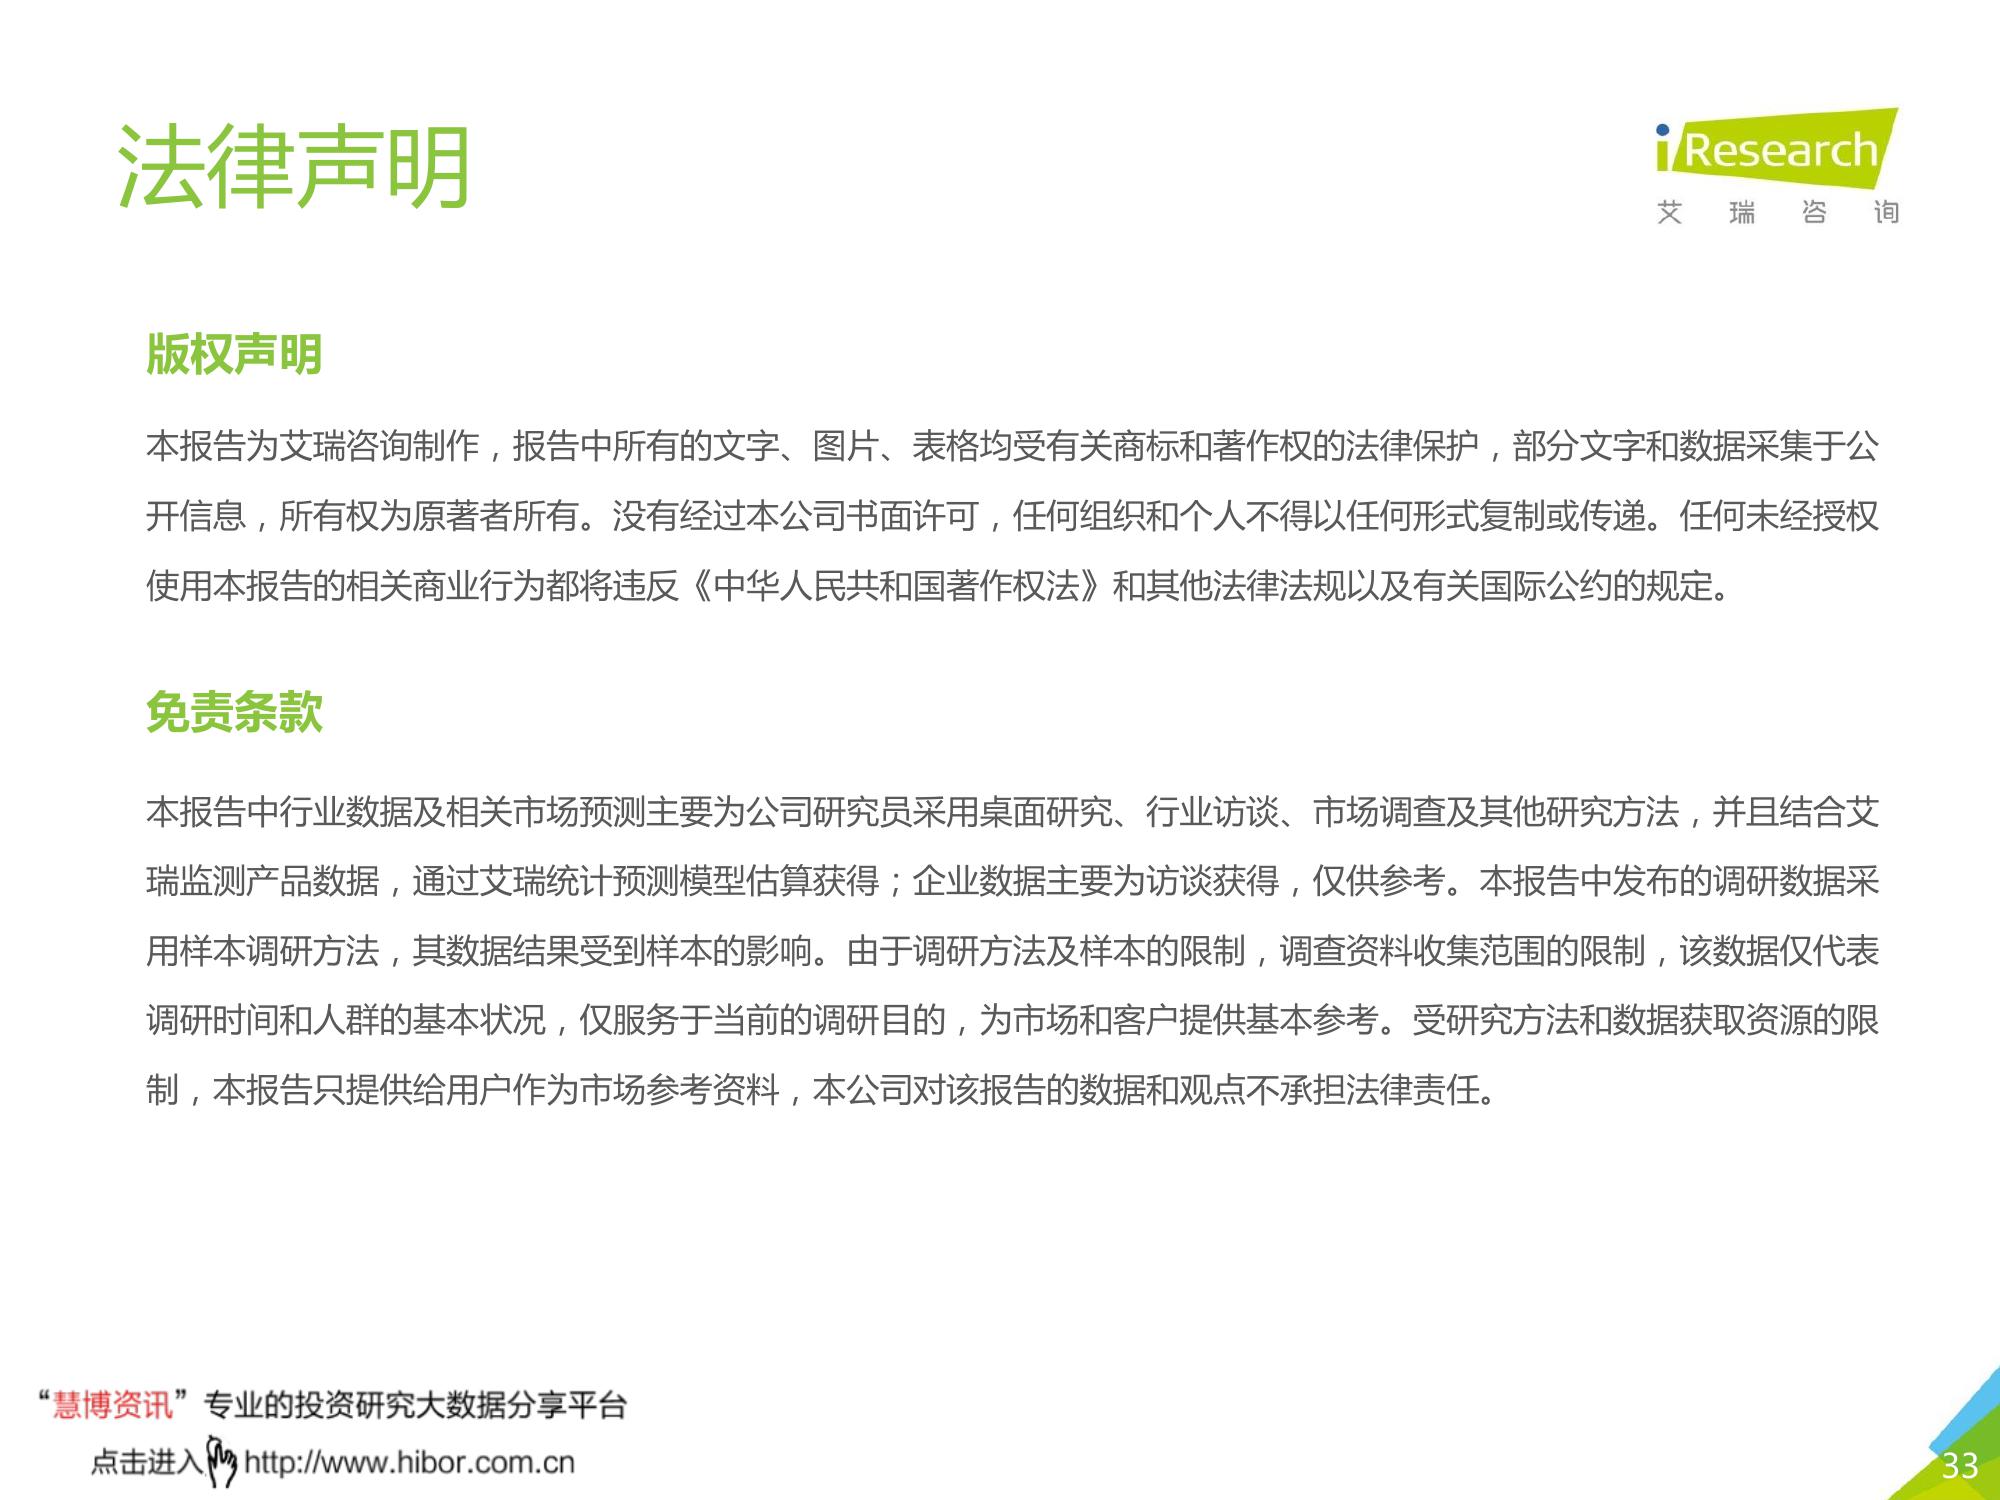 法律声明
iResearch
艾瑞咨询
版权声明
本报告为艾瑞咨询制作，报告中所有的文字、图片、表格均受有关商标和著作权的法律保护，部分文字和数据采集于公
开信息，所有权为原著者所有。没有经过本公司书面许可，任何组织和个人不得以任何形式复制或传递。任何未经授权
使用本报告的相关商业行为都将违反《中华人民共和国著作权法》和其他法律法规以及有关国际公约的规定。
免责条款
本报告中行业数据及相关市场预测主要为公司研究员采用桌面研究、行业访谈、市场调查及其他研究方法，并且结合艾
瑞监测产品数据，通过艾瑞统计预测模型估算获得；企业数据主要为访谈获得，仅供参考。本报告中发布的调研数据采
用样本调研方法，其数据结果受到样本的影响。由于调研方法及样本的限制，调查资料收集范围的限制，该数据仅代表
调研时间和人群的基本状况，仅服务于当前的调研目的，为市场和客户提供基本参考。受研究方法和数据获取资源的限
制，本报告只提供给用户作为市场参考资料，本公司对该报告的数据和观点不承担法律责任。
“慧博资讯”专业的投资研究大数据分享平台
点击进入http://www.hibor.com.cn
33